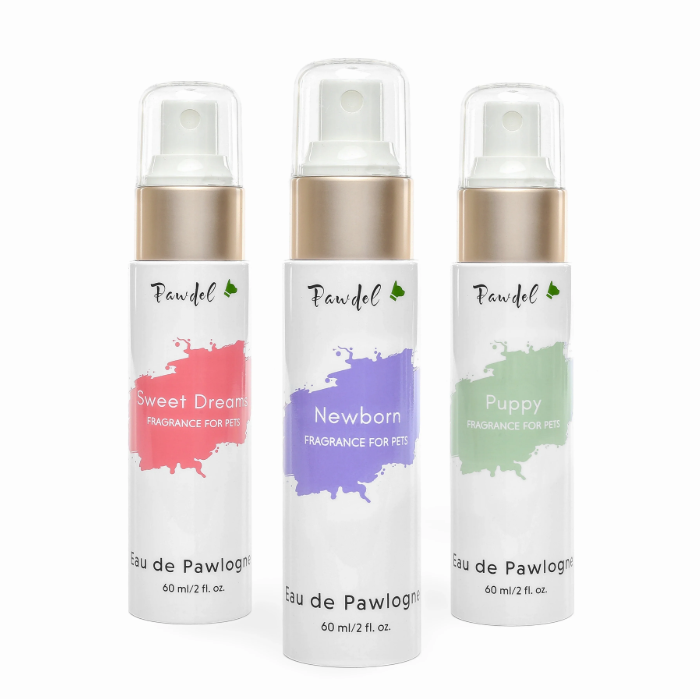 Pawdel
Sweet Dreams
FRAGRANCE FOR PETS
Eau de Pawlogne
60 ml/2 fl. oz.
Pawdel
Newborn
FRAGRANCE FOR PETS
Eau de Pawlogne
60 ml/2 fl. oz.
Pawdel
Puppy
FRAGRANCE FOR PETS
Eau de Pawlogne
60 ml/2 fl. oz.